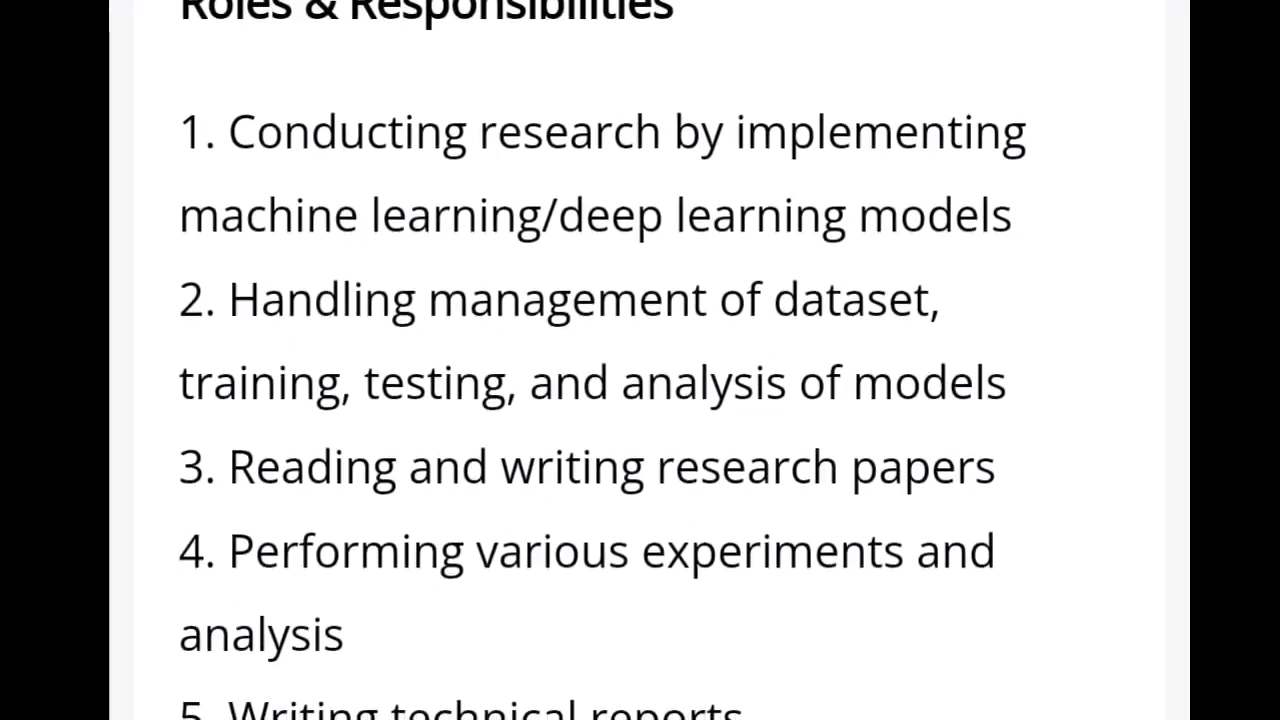 Roles & Responsibilities
1. Conducting research by implementing
machine learning/deep learning models
2. Handling management of dataset,
training, testing, and analysis of models
3. Reading and writing research papers
4. Performing various experiments and
analysis
5. Writing technical reports